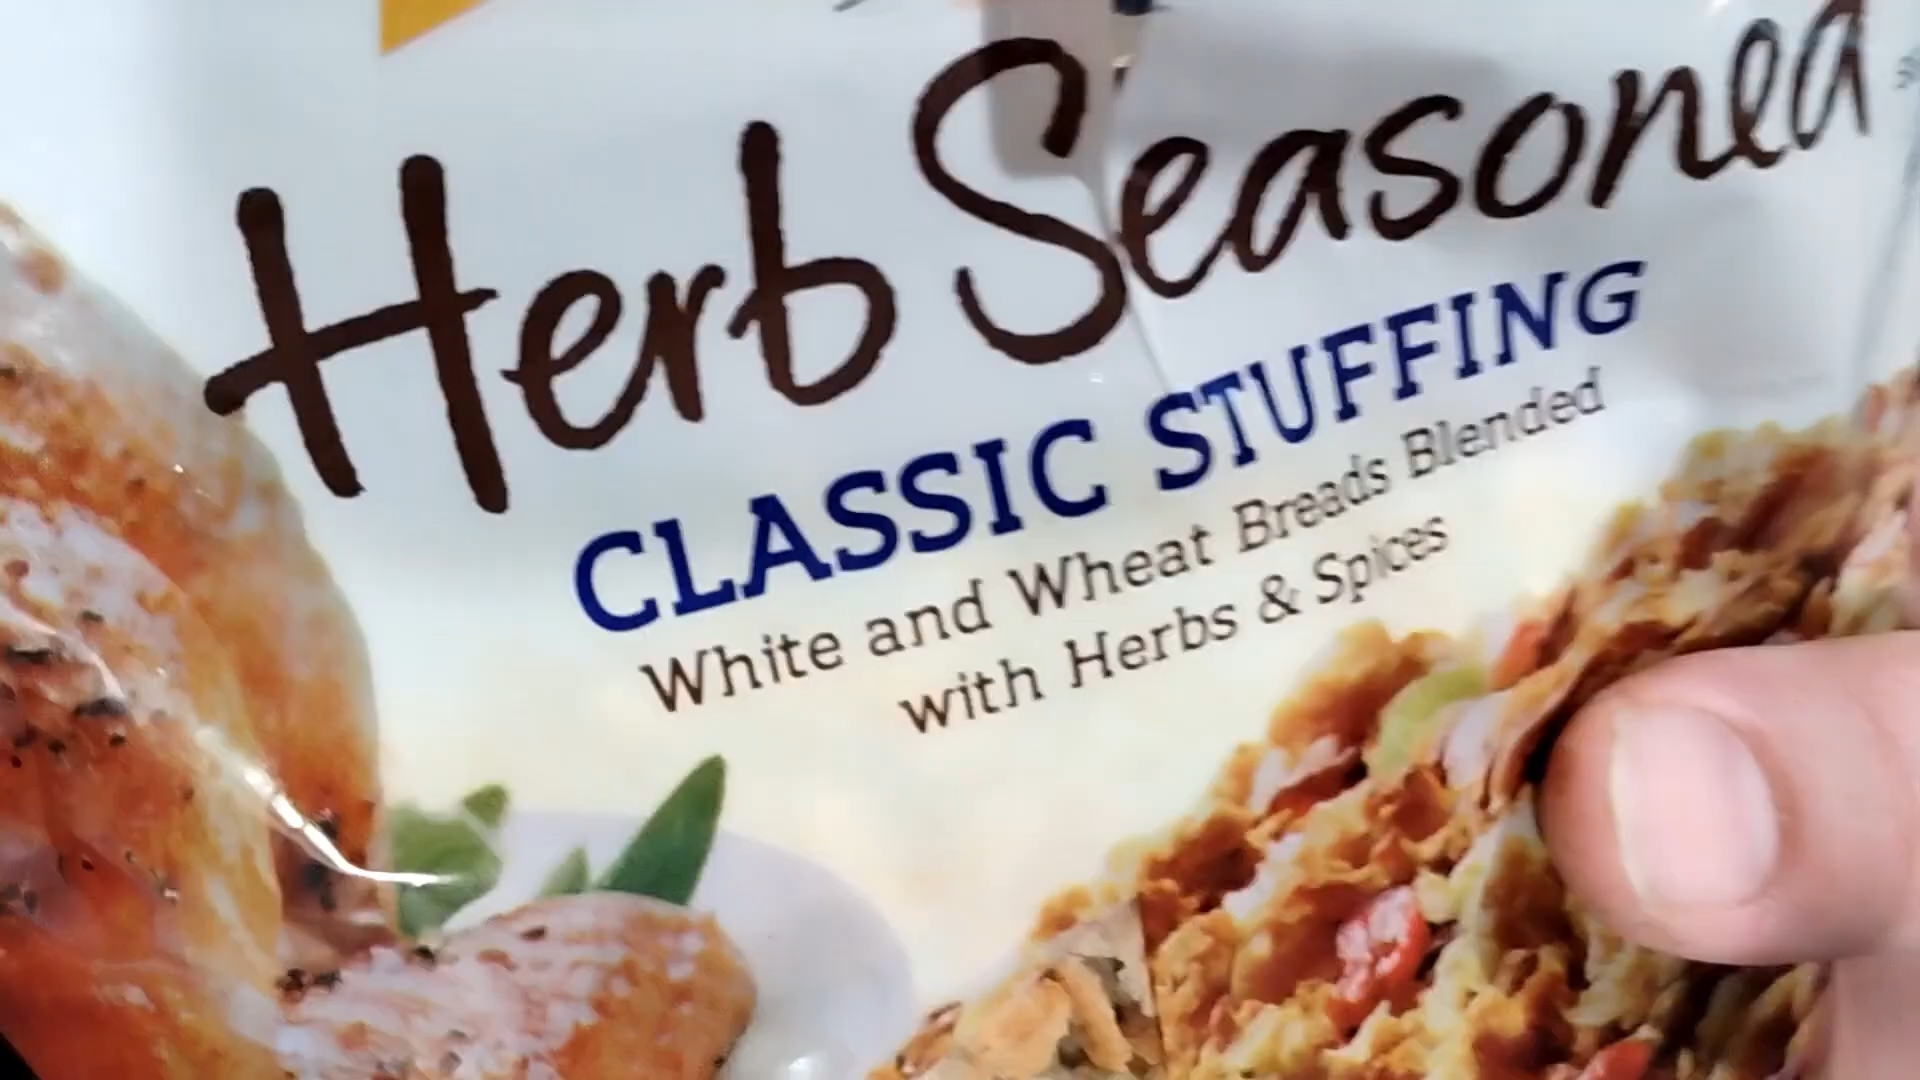 Herb Seasoned
CLASSIC STUFFING
White and Wheat Breads Blended
with Herbs & Spices